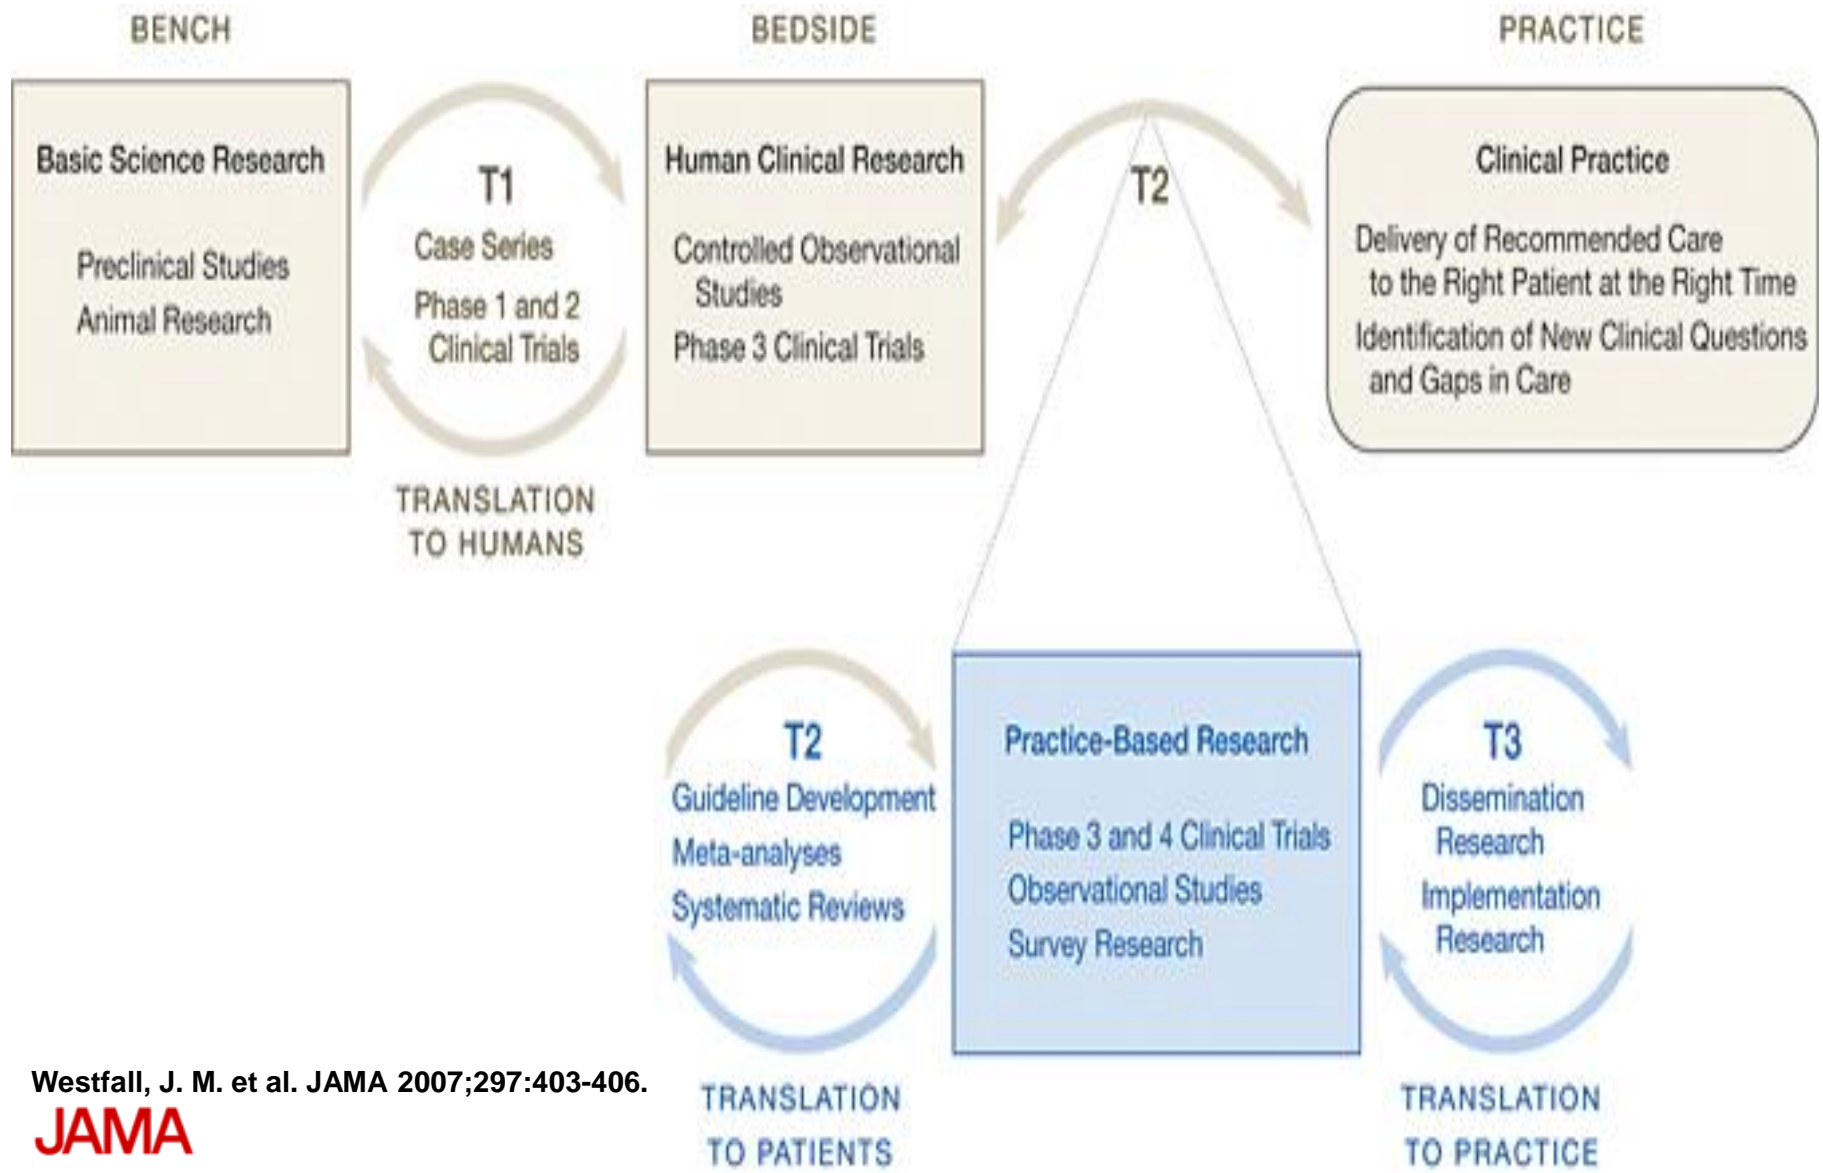 BENCH
BEDSIDE
PRACTICE
Basic Science Research
Preclinical Studies
Animal Research
T1
Case Series
Phase 1 and 2
Clinical Trials
TRANSLATION
TO HUMANS
Human Clinical Research
Controlled Observational
Studies
Phase 3 Clinical Trials
T2
Clinical Practice
Delivery of Recommended Care
to the Right Patient at the Right Time
Identification of New Clinical Questions
and Gaps in Care
T2
Guideline Development
Meta-analyses
Systematic Reviews
TRANSLATION
TO PATIENTS
Practice-Based Research
Phase 3 and 4 Clinical Trials
Observational Studies
Survey Research
T3
Dissemination
Research
Implementation
Research
TRANSLATION
TO PRACTICE
Westfall, J. M. et al. JAMA 2007;297:403-406.
JAMA